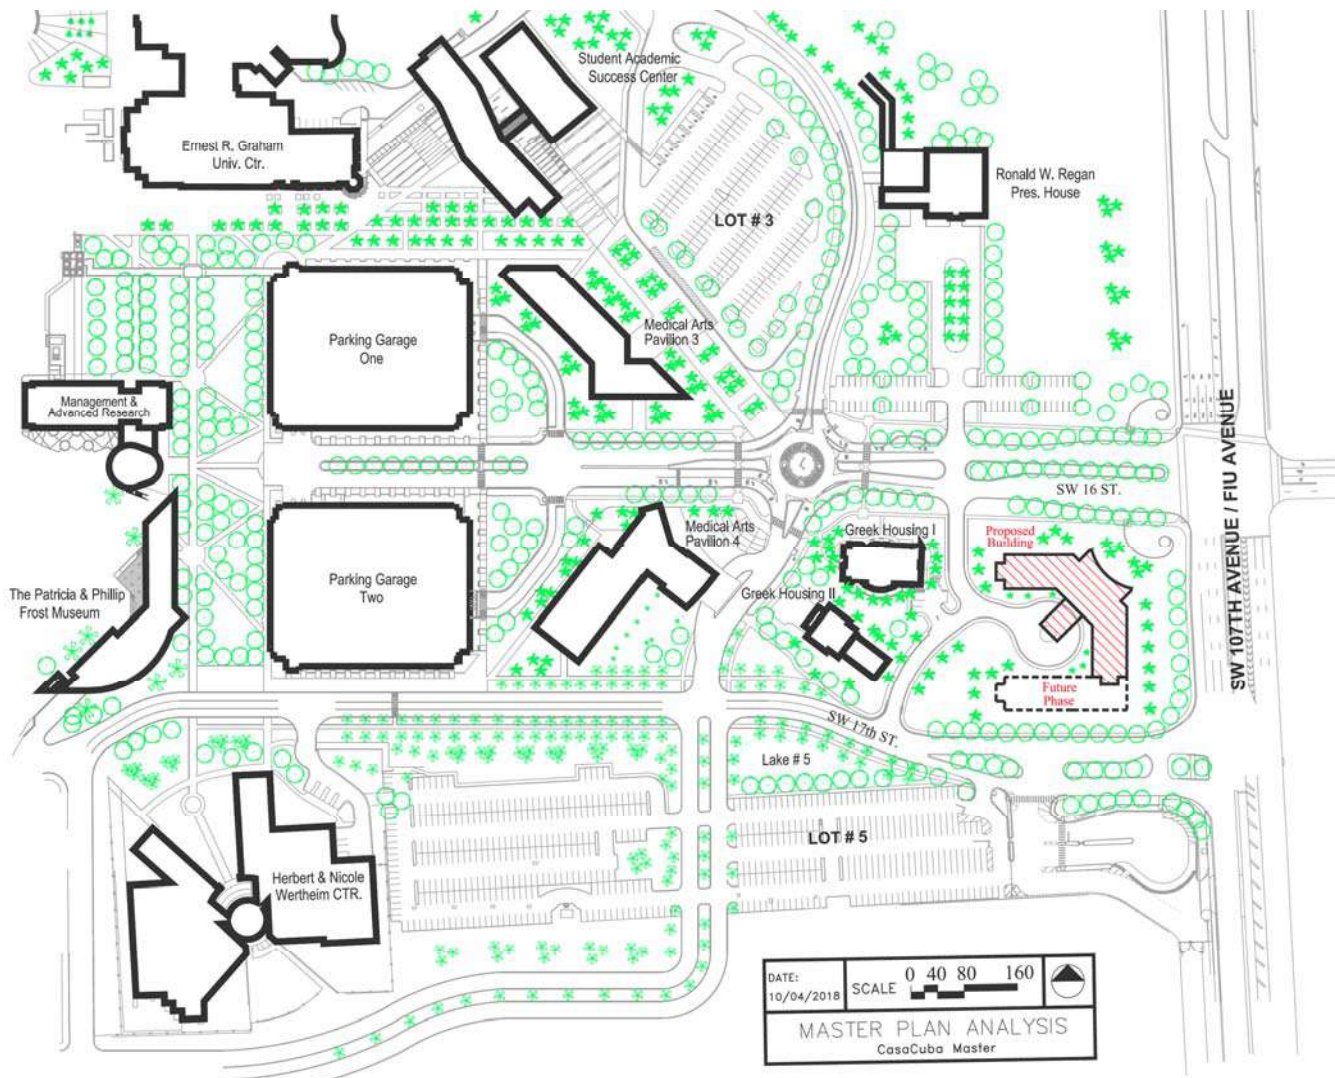 Student Academic
Success Center
Ernest R. Graham
Univ. Ctr.
Ronald W. Regan
Pres. House
LOT # 3
Parking Garage
One
Medical Arts
Pavilion 3
Management &
Advanced Research
SW 107TH AVENUE / FIU AVENUE
SW 16 ST.
Medical Arts
Pavilion 4
Greek Housing I
Proposed
Building
Parking Garage
Two
The Patricia & Phillip
Frost Museum
Greek Housing II
Future
Phase
SW 17th ST.
Lake # 5
LOT # 5
Herbert & Nicole
Wertheim CTR.
DATE:
10/04/2018
SCALE
0 40 80 160
MASTER PLAN ANALYSIS
CasaCuba Master